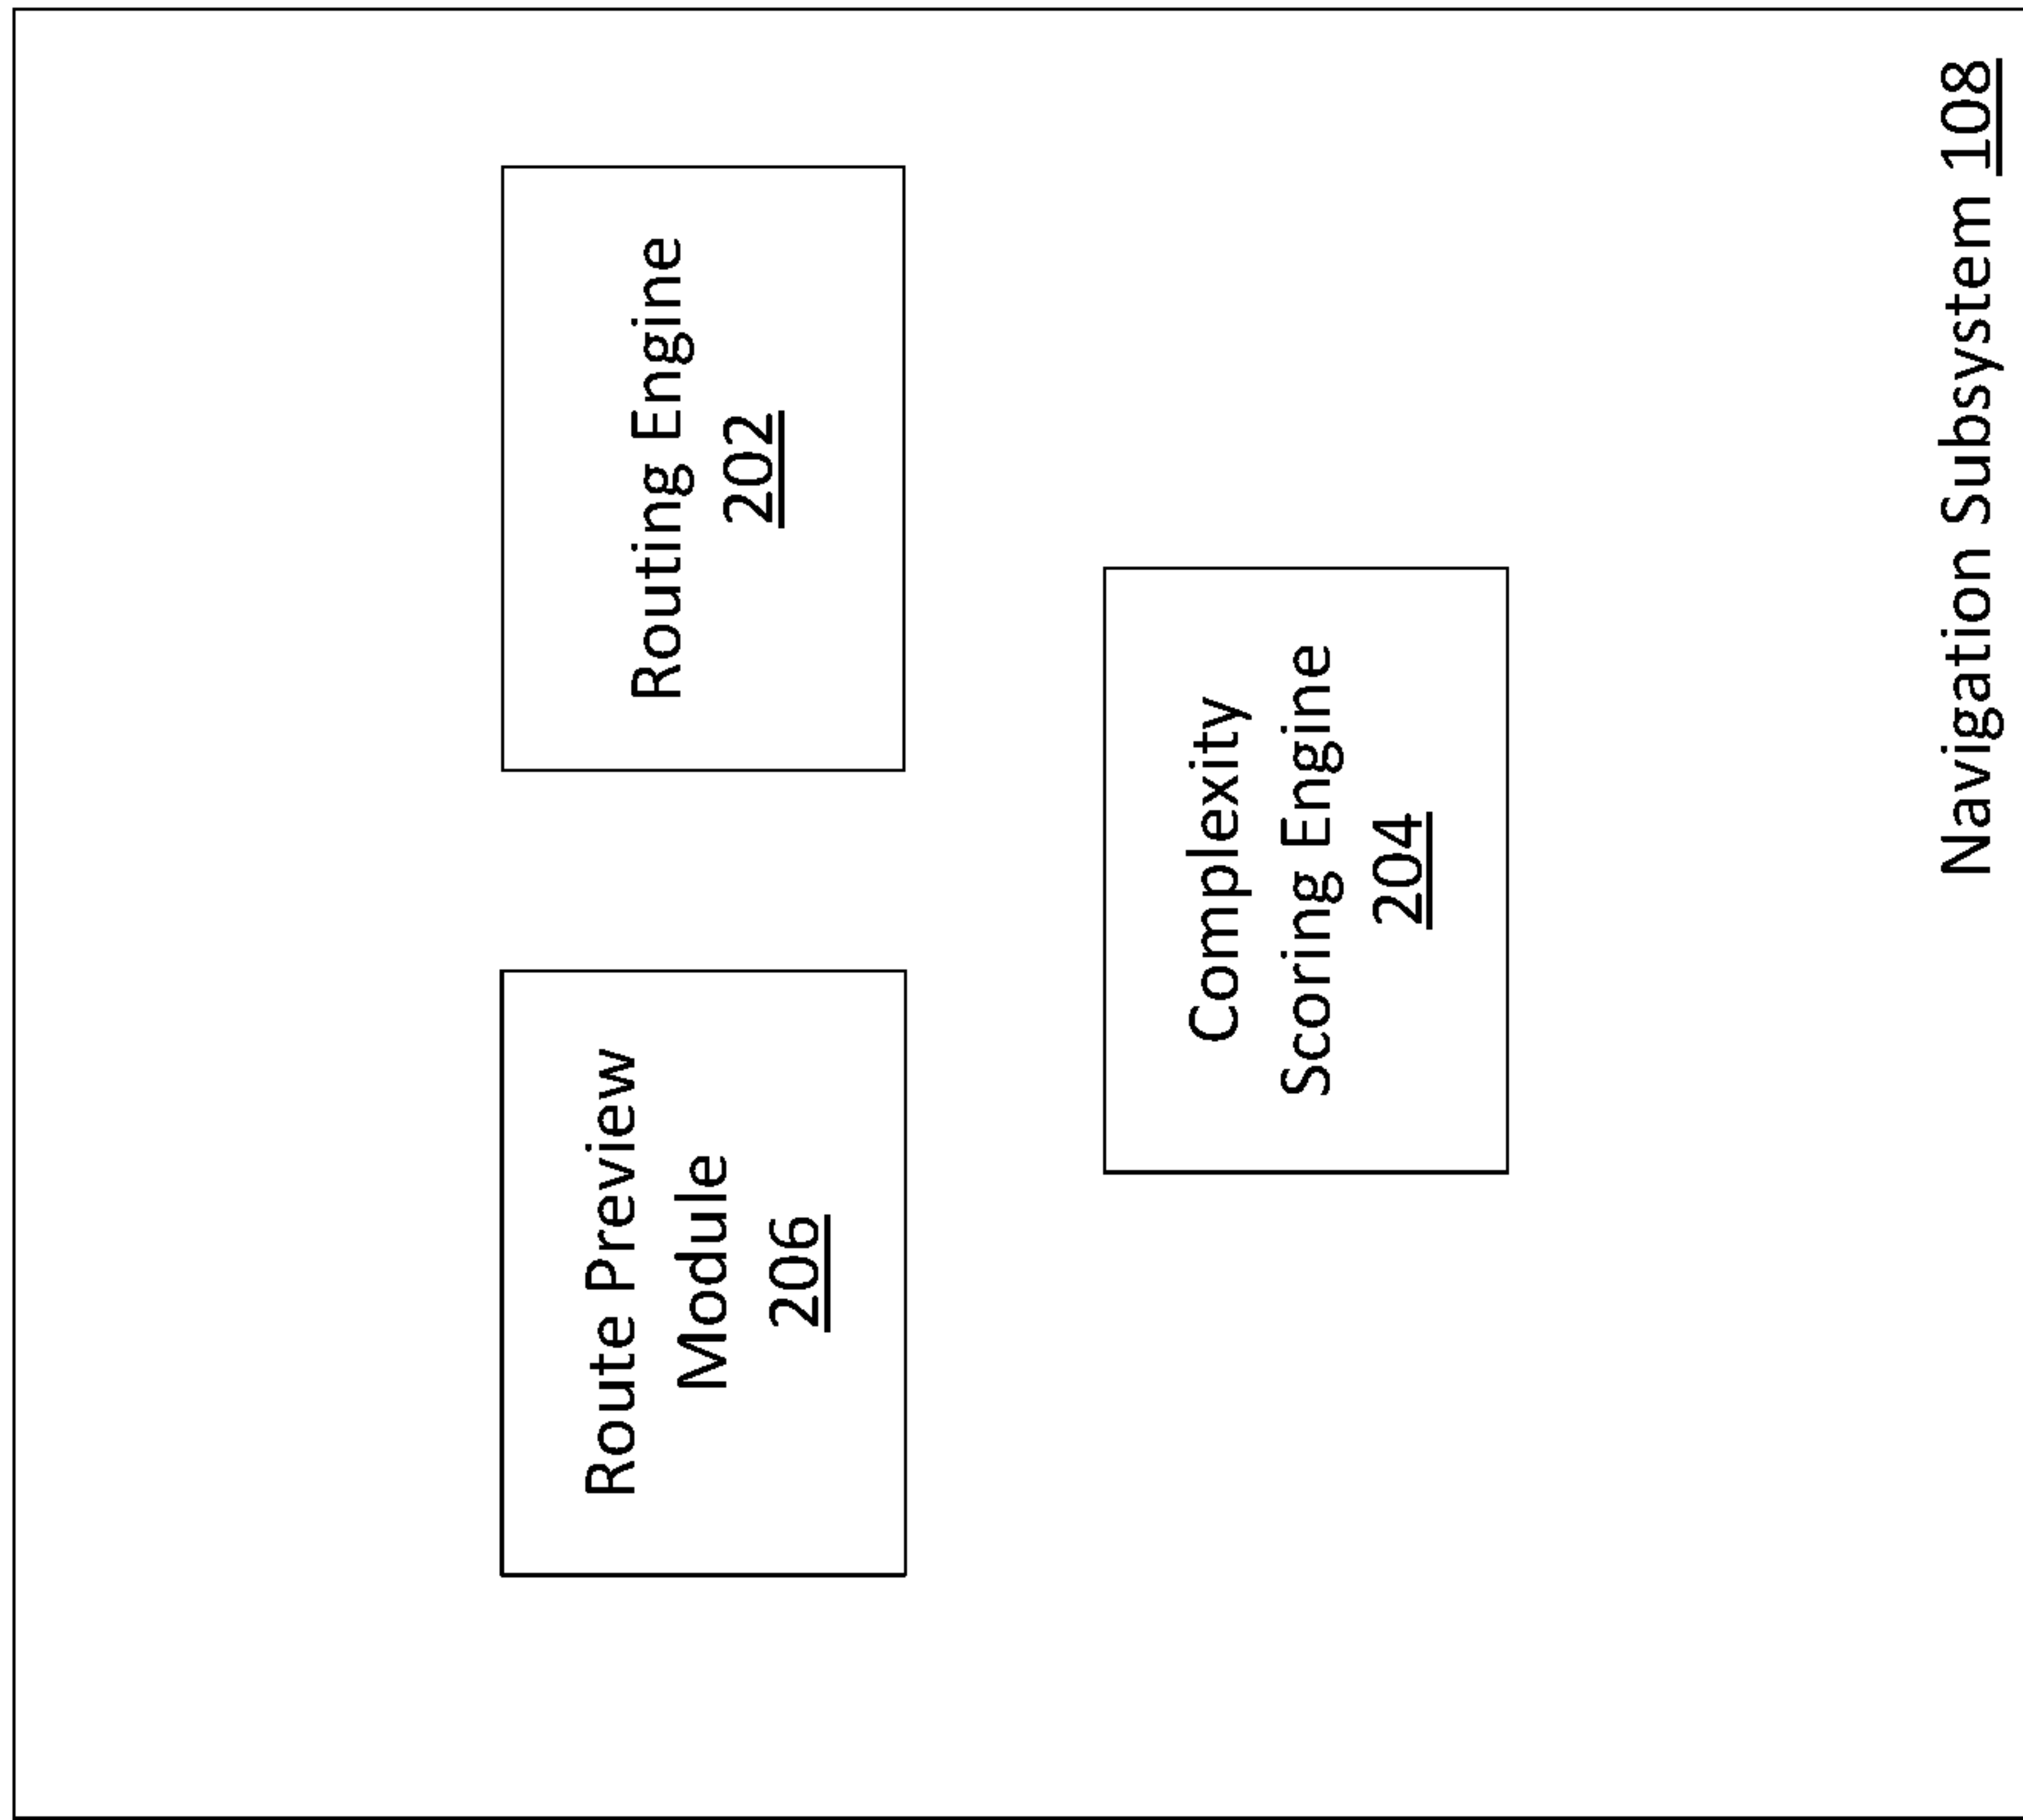 Route Preview
Module
206
Routing Engine
202
Complexity
Scoring Engine
204
Navigation Subsystem 108